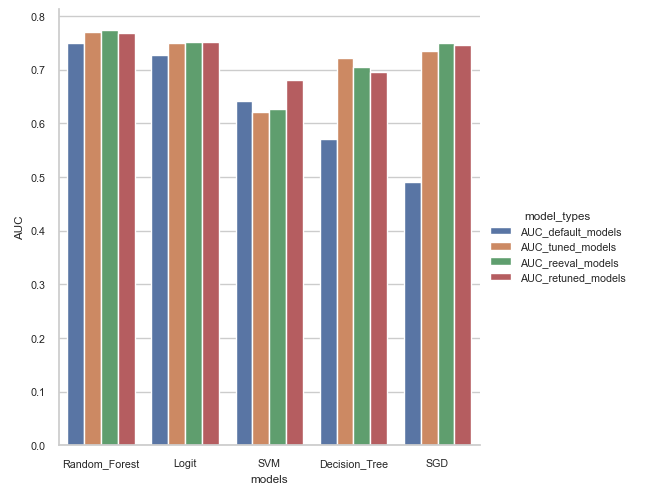 0.8
0.7
0.6
0.5
0.4
0.3
0.2
0.1
0.0
AUC
Random_Forest
Logit
SVM
Decision_Tree
SGD
models
model_types
AUC_default_models
AUC_tuned_models
AUC_reeval_models
AUC_retuned_models